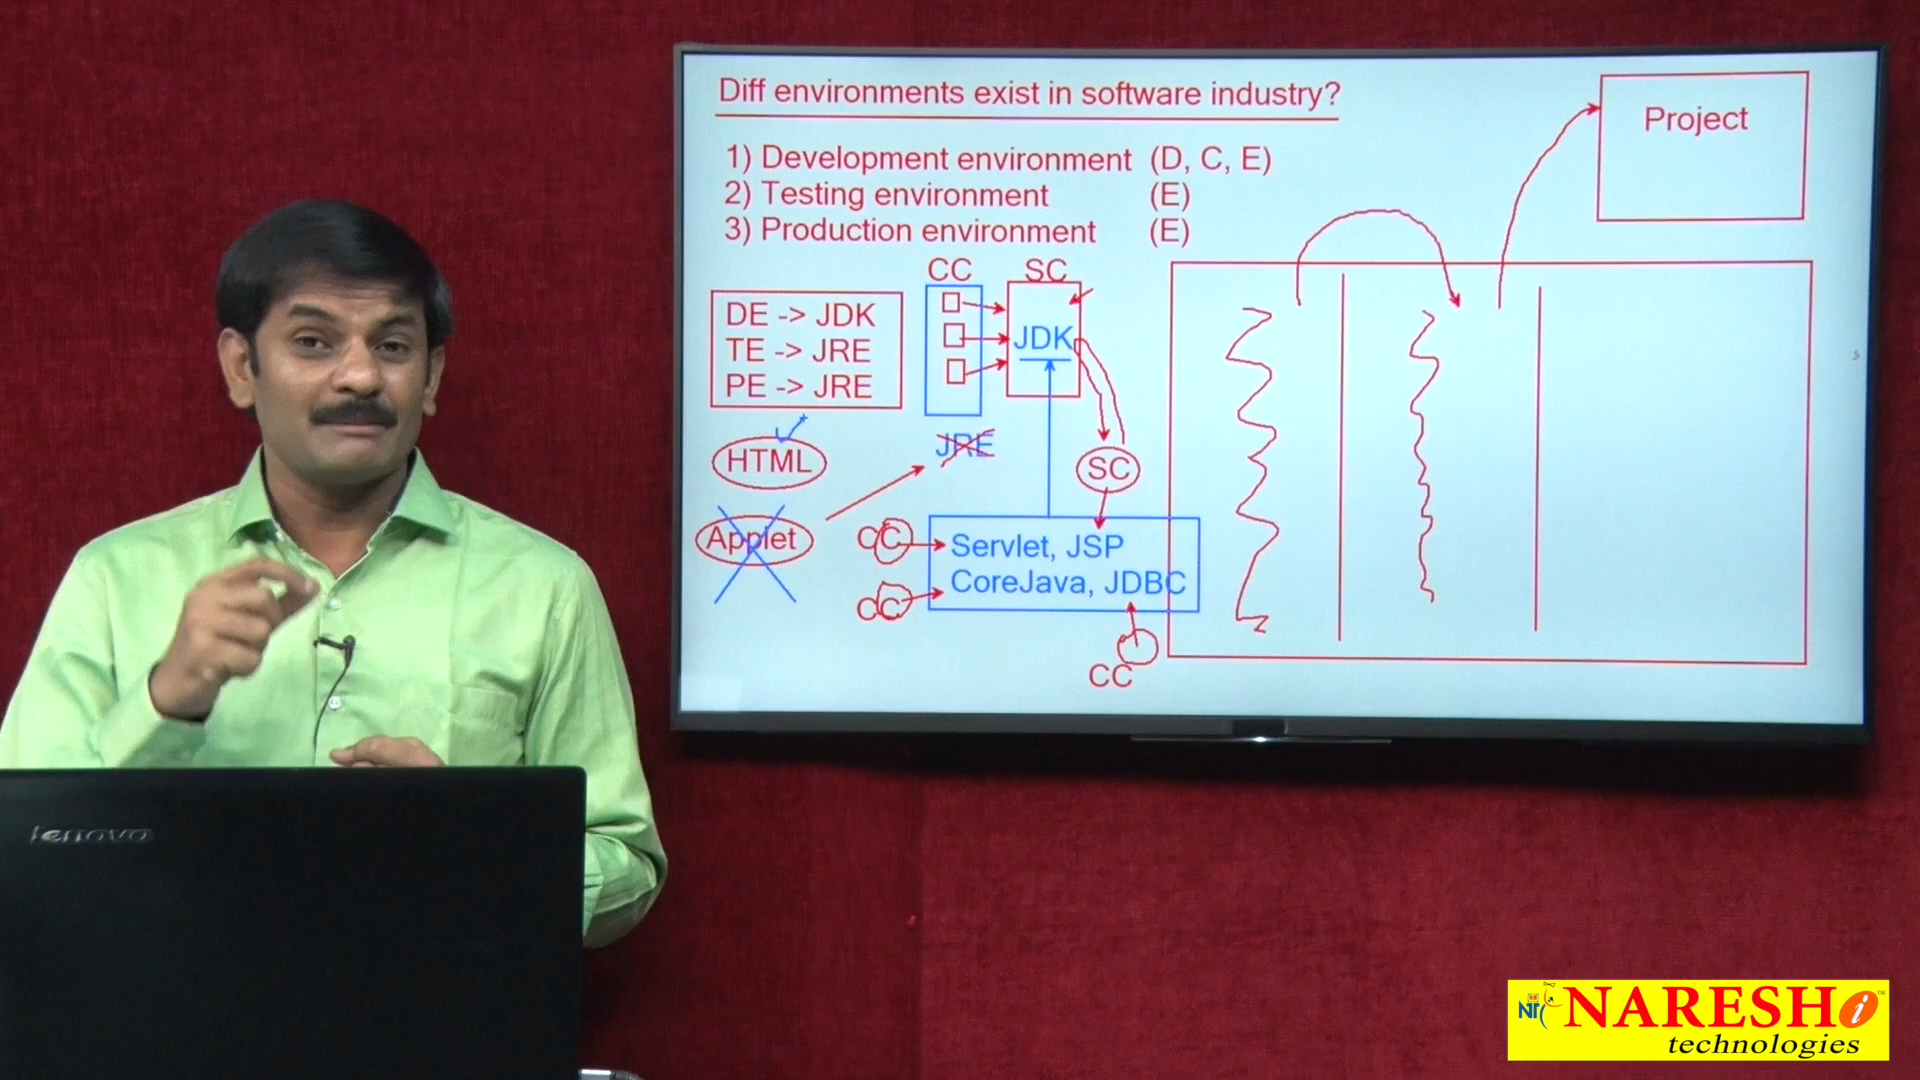 Diff environments exist in software industry?
1) Development environment (D, C, E)
2) Testing environment (E)
3) Production environment (E)
Project
CC
SC
DE -> JDK
TE -> JRE
PE -> JRE
JDK
HTML
JRE
SC
Applet
CC
Servlet, JSP
CC
CoreJava, JDBC
CC
lenovo
NT
NARESH i ™
technologies